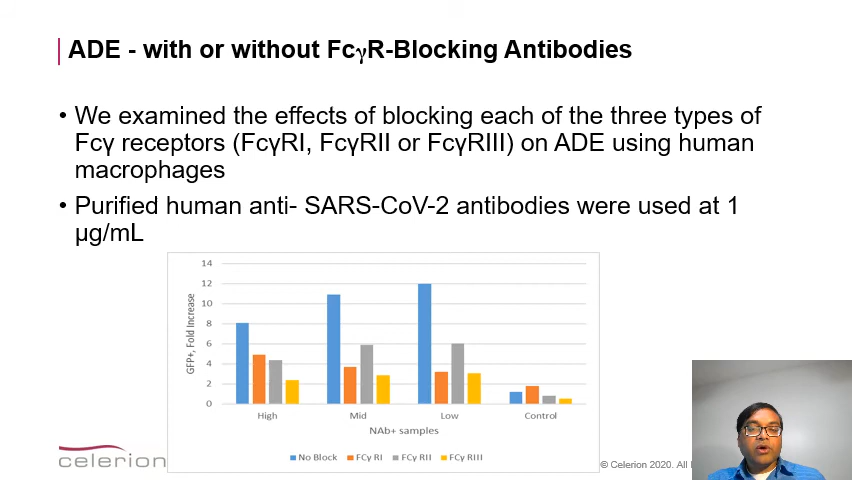 ADE - with or without FcγR-Blocking Antibodies
• We examined the effects of blocking each of the three types of
Fcγ receptors (FcγRI, FcγRII or FcγRIII) on ADE using human
macrophages
• Purified human anti- SARS-CoV-2 antibodies were used at 1
µg/mL
14
12
10
8
6
4
2
0
GFP+, Fold Increase
High Mid Low Control
NAb+ samples
No Block FCy RI FCy RII FCy RIII
celerion
© Celerion 2020. All